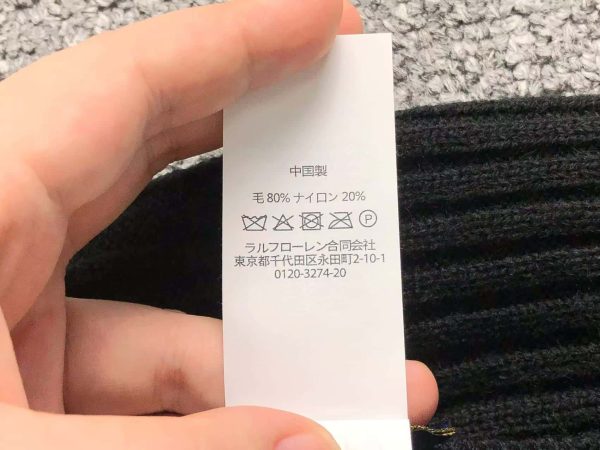 中国製
毛 80% ナイロン 20%
P
ラルフローレン合同会社
東京都千代田区永田町2-10-1
0120-3274-20